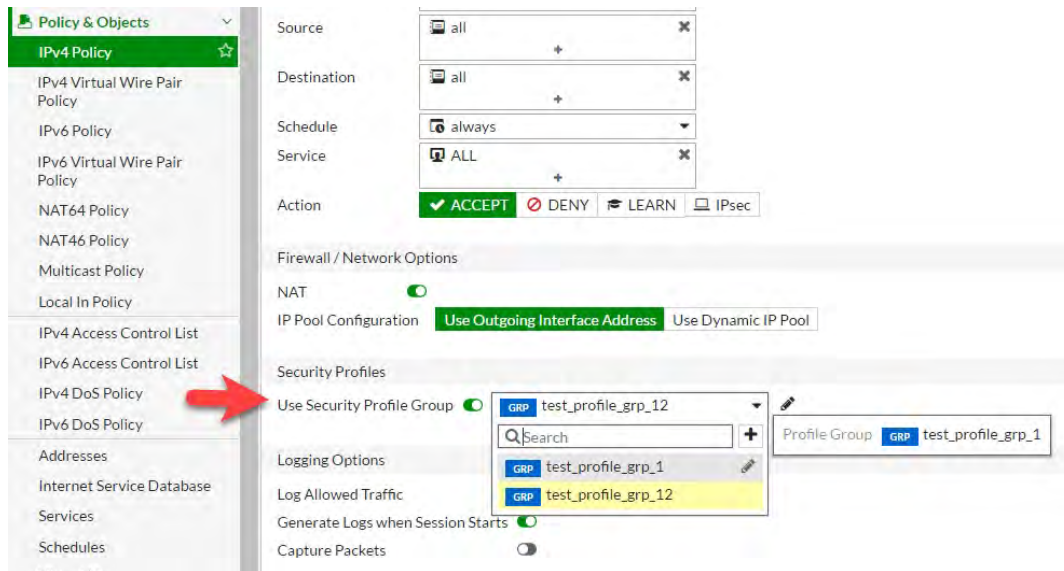 Policy & Objects
IPv4 Policy
IPv4 Virtual Wire Pair
Policy
IPv6 Policy
IPv6 Virtual Wire Pair
Policy
NAT64 Policy
NAT46 Policy
Multicast Policy
Local In Policy
IPv4 Access Control List
IPv6 Access Control List
IPv4 DoS Policy
IPv6 DoS Policy
Addresses
Internet Service Database
Services
Schedules
Source
all
Destination
all
Schedule
always
Service
ALL
Action
ACCEPT DENY LEARN IPsec
Firewall / Network Options
NAT
IP Pool Configuration Use Outgoing Interface Address Use Dynamic IP Pool
Security Profiles
Use Security Profile Group GRP test_profile_grp_12
Search
Profile Group GRP test_profile_grp_1
GRP test_profile_grp_1
GRP test_profile_grp_12
Logging Options
Log Allowed Traffic
Generate Logs when Session Starts
Capture Packets